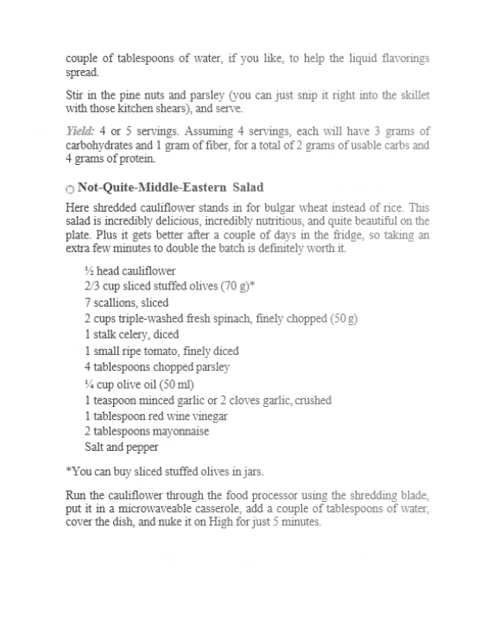 couple of tablespoons of water, if you like, to help the liquid flavorings
spread.
Stir in the pine nuts and parsley (you can just snip it right into the skillet
with those kitchen shears), and serve.
Yield: 4 or 5 servings. Assuming 4 servings, each will have 3 grams of
carbohydrates and 1 gram of fiber, for a total of 2 grams of usable carbs and
4 grams of protein.
Not-Quite-Middle-Eastern Salad
Here shredded cauliflower stands in for bulgar wheat instead of rice. This
salad is incredibly delicious, incredibly nutritious, and quite beautiful on the
plate. Plus it gets better after a couple of days in the fridge, so taking an
extra few minutes to double the batch is definitely worth it.
½ head cauliflower
2/3 cup sliced stuffed olives (70 g)*
7 scallions, sliced
2 cups triple-washed fresh spinach, finely chopped (50 g)
1 stalk celery, diced
1 small ripe tomato, finely diced
4 tablespoons chopped parsley
¼ cup olive oil (50 ml)
1 teaspoon minced garlic or 2 cloves garlic, crushed
1 tablespoon red wine vinegar
2 tablespoons mayonnaise
Salt and pepper
*You can buy sliced stuffed olives in jars.
Run the cauliflower through the food processor using the shredding blade,
put it in a microwaveable casserole, add a couple of tablespoons of water,
cover the dish, and nuke it on High for just 5 minutes.